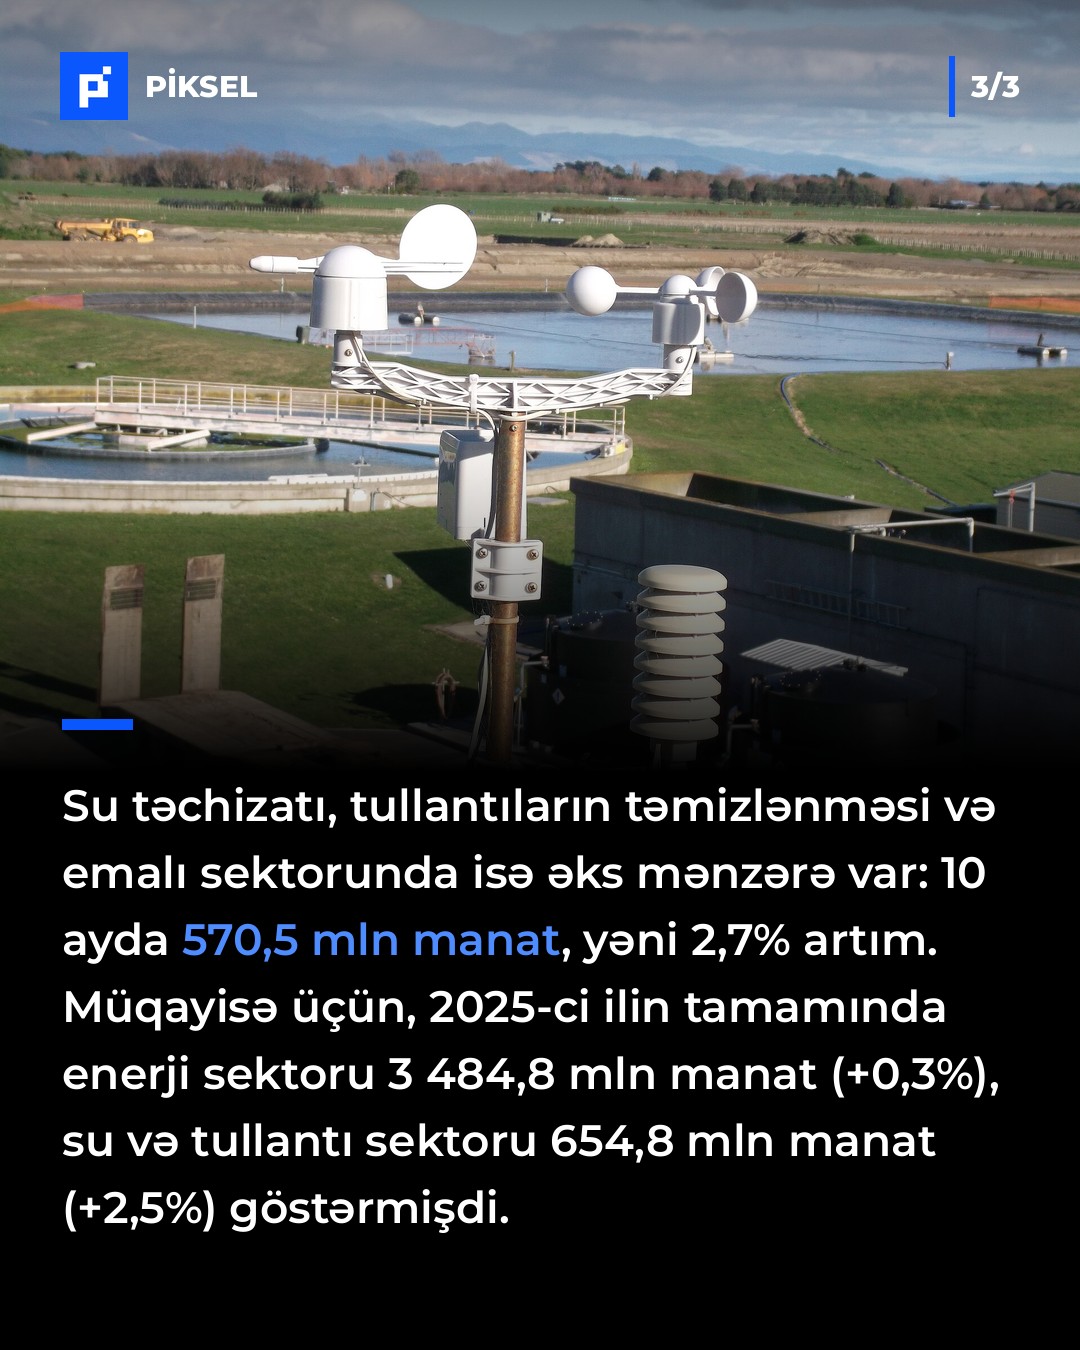 PİKSEL
3/3
Su təchizatı, tullantıların təmizlənməsi və
emalı sektorunda isə əks mənzərə var: 10
ayda 570,5 mln manat, yəni 2,7% artım.
Müqayisə üçün, 2025-ci ilin tamamında
enerji sektoru 3 484,8 mln manat (+0,3%),
su və tullantı sektoru 654,8 mln manat
(+2,5%) göstərmişdi.